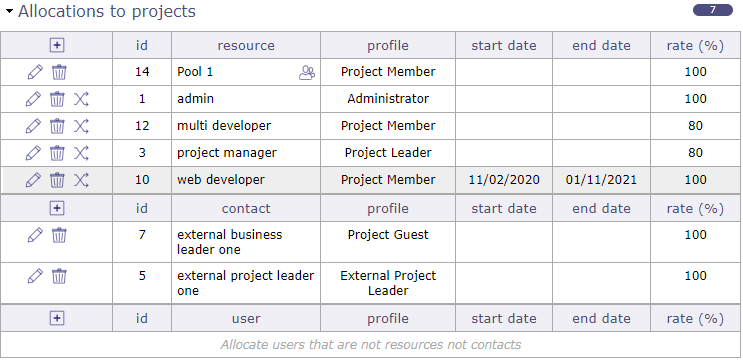 Allocations to projects 7
id resource profile start date end date rate (%)
14 Pool 1 Project Member 100
1 admin Administrator 100
12 multi developer Project Member 80
3 project manager Project Leader 80
10 web developer Project Member 11/02/2020 01/11/2021 100
id contact profile start date end date rate (%)
7 external business Project Guest 100
leader one
5 external project leader External Project 100
one Leader
id user profile start date end date rate (%)
Allocate users that are not resources not contacts